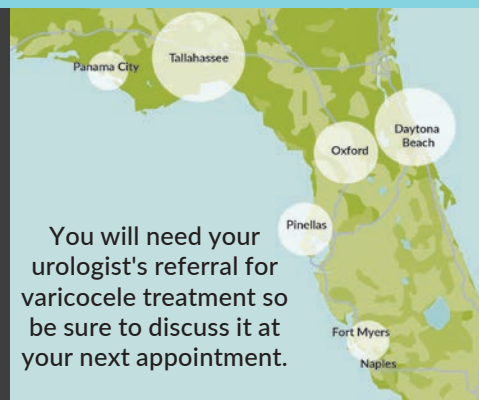 Panama City
Tallahassee
Daytona
Beach
Oxford
Pinellas
You will need your
urologist's referral for
varicocele treatment so
be sure to discuss it at
your next appointment.
Fort Myers
Naples